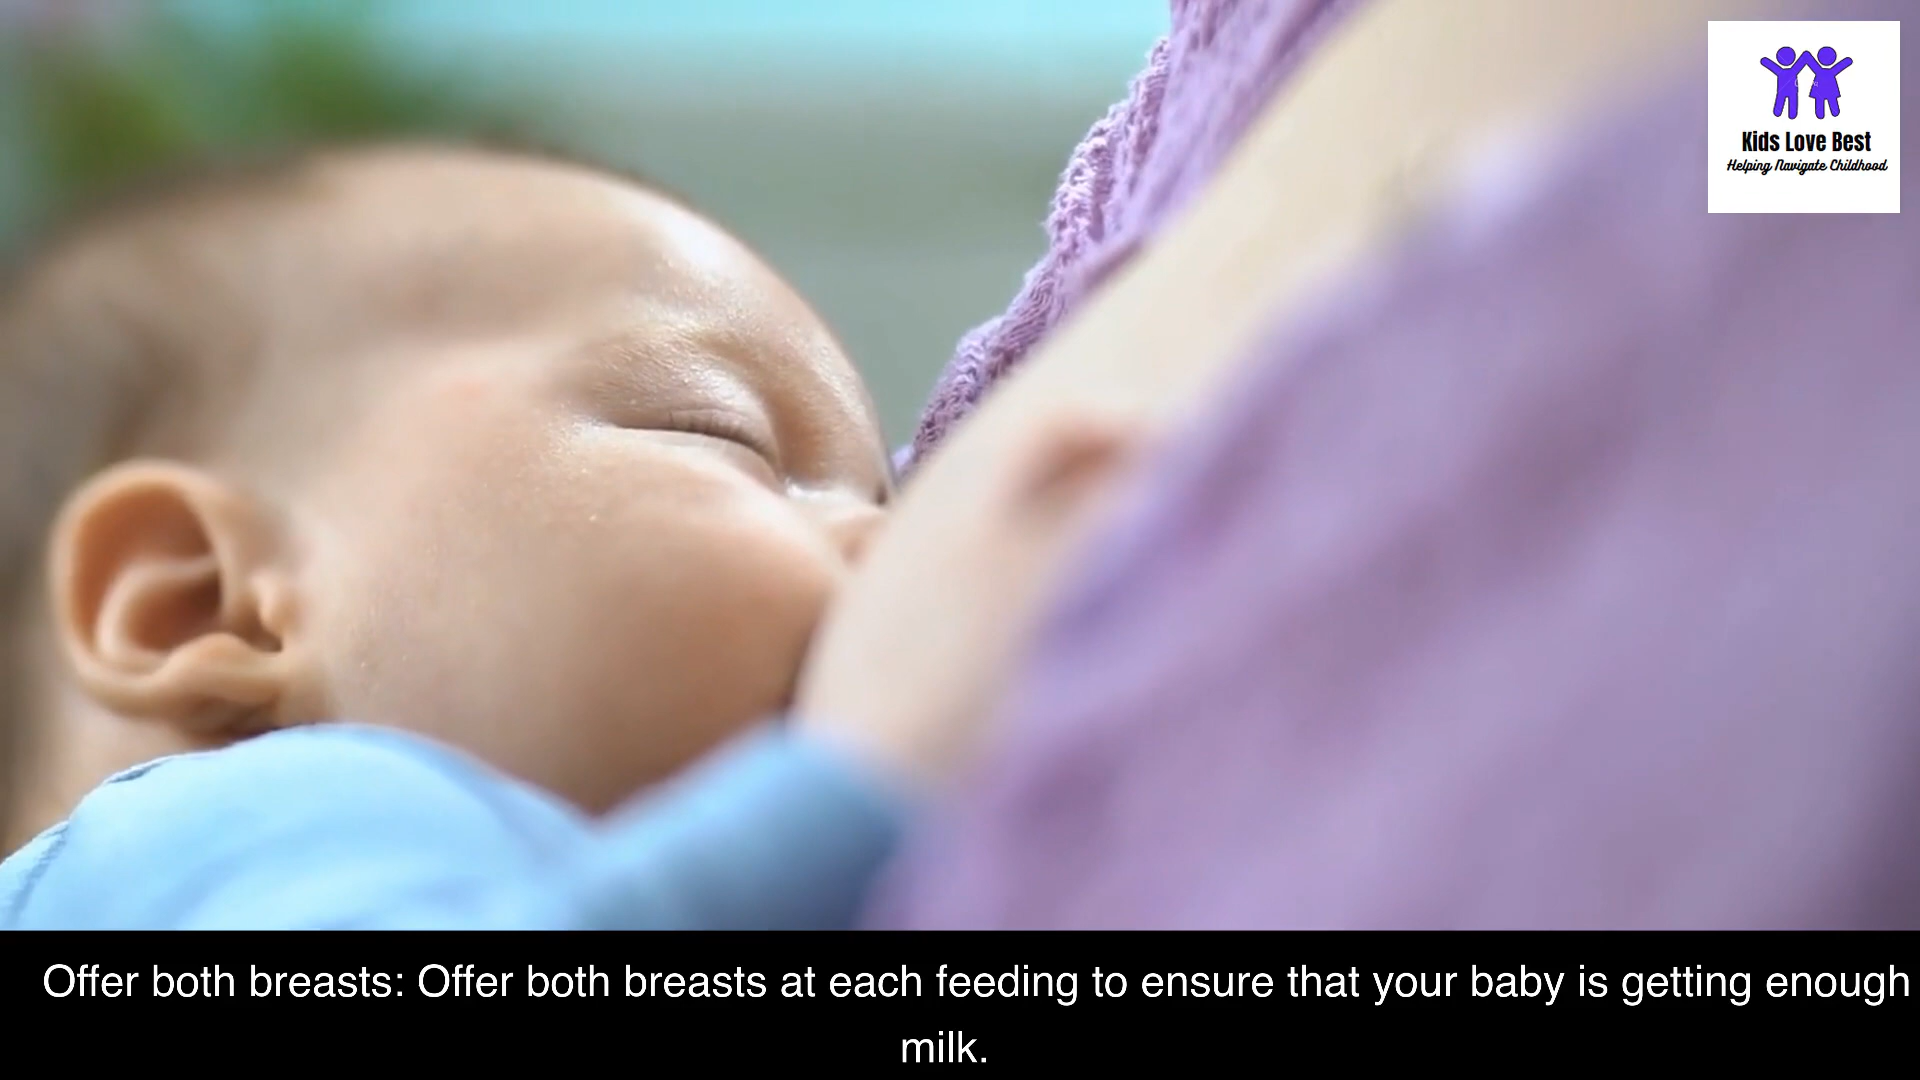 Kids Love Best
Helping Navigate Childhood
Offer both breasts: Offer both breasts at each feeding to ensure that your baby is getting enough
milk.